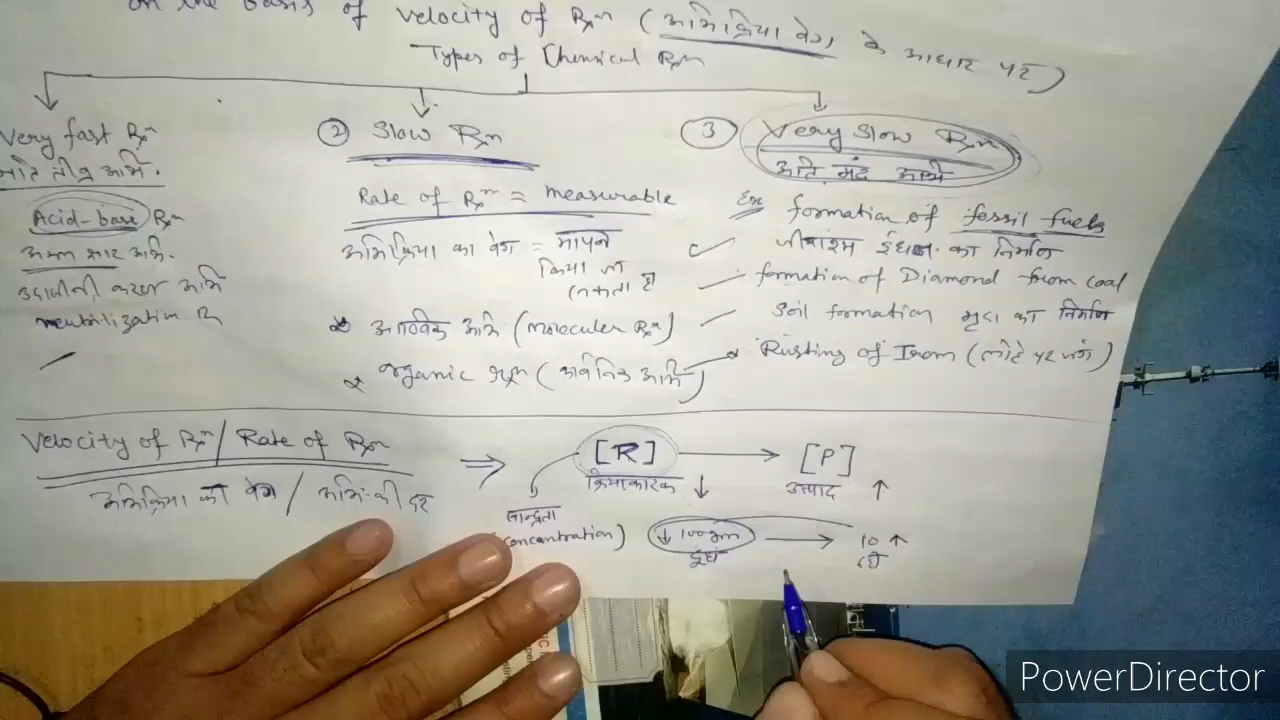 on the basis of velocity of Rxn (अभिक्रिया वेग के आधार पर)
Types of Chemical Rxn
Very fast Rxn
अति तीव्र अभि.
Acid-base Rxn
अम्ल क्षार अभि.
उदासीनीकरण अभि
neutralization R
② Slow Rxn
Rate of Rxn = measurable
अभिक्रिया का वेग = मापने
किया जा
सकता है
आण्विक अभि (Moleculer Rxn)
organic Rxn (कार्बनिक अभि)
③ Very slow Rxn
अति मंद अभि
Ex formation of fossil fuels
जीवाश्म ईंधन का निर्माण
formation of Diamond from coal
Soil formation मृदा का निर्माण
Rusting of Iron (लोहे पर जंग)
Velocity of Rxn / Rate of Rxn
अभिक्रिया का वेग / अभि. की दर
⇒ [R] → [P]
क्रियाकारक ↓ उत्पाद ↑
सान्द्रता
concentration)
↓ 100gm → 10 ↑
दूध दही
PowerDirector